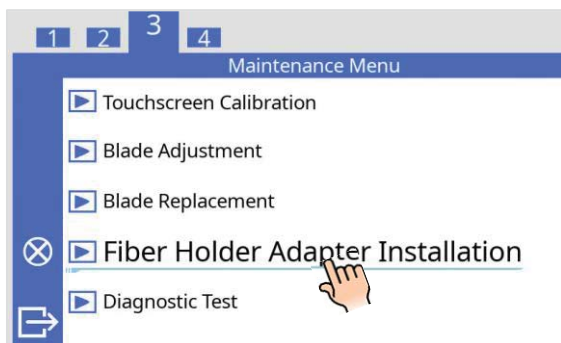 1 2 3 4
Maintenance Menu
Touchscreen Calibration
Blade Adjustment
Blade Replacement
Fiber Holder Adapter Installation
Diagnostic Test